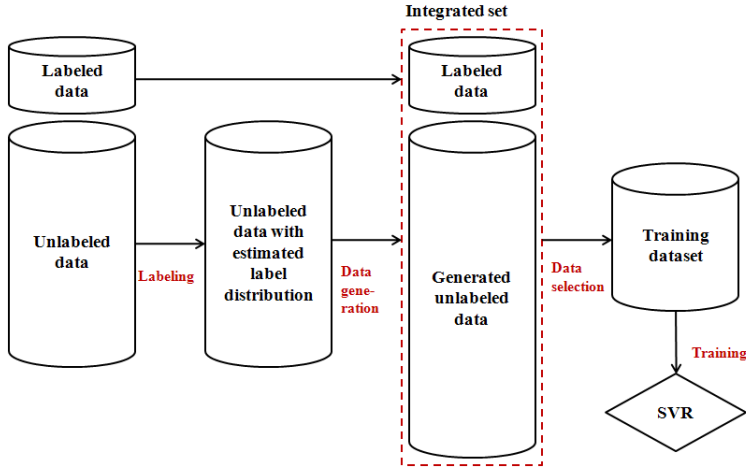 Integrated set
Labeled
data
Labeled
data
Unlabeled
data
Labeling
Unlabeled
data with
estimated
label
distribution
Data
gene-
ration
Generated
unlabeled
data
Data
selection
Training
dataset
Training
SVR